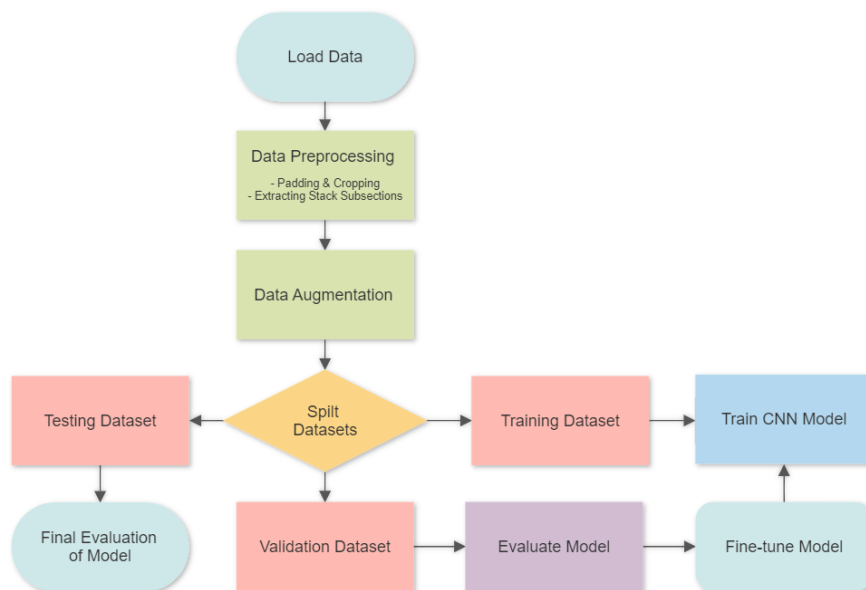 Load Data
Data Preprocessing
- Padding & Cropping
- Extracting Stack Subsections
Data Augmentation
Testing Dataset
Spilt
Datasets
Training Dataset
Train CNN Model
Final Evaluation
of Model
Validation Dataset
Evaluate Model
Fine-tune Model